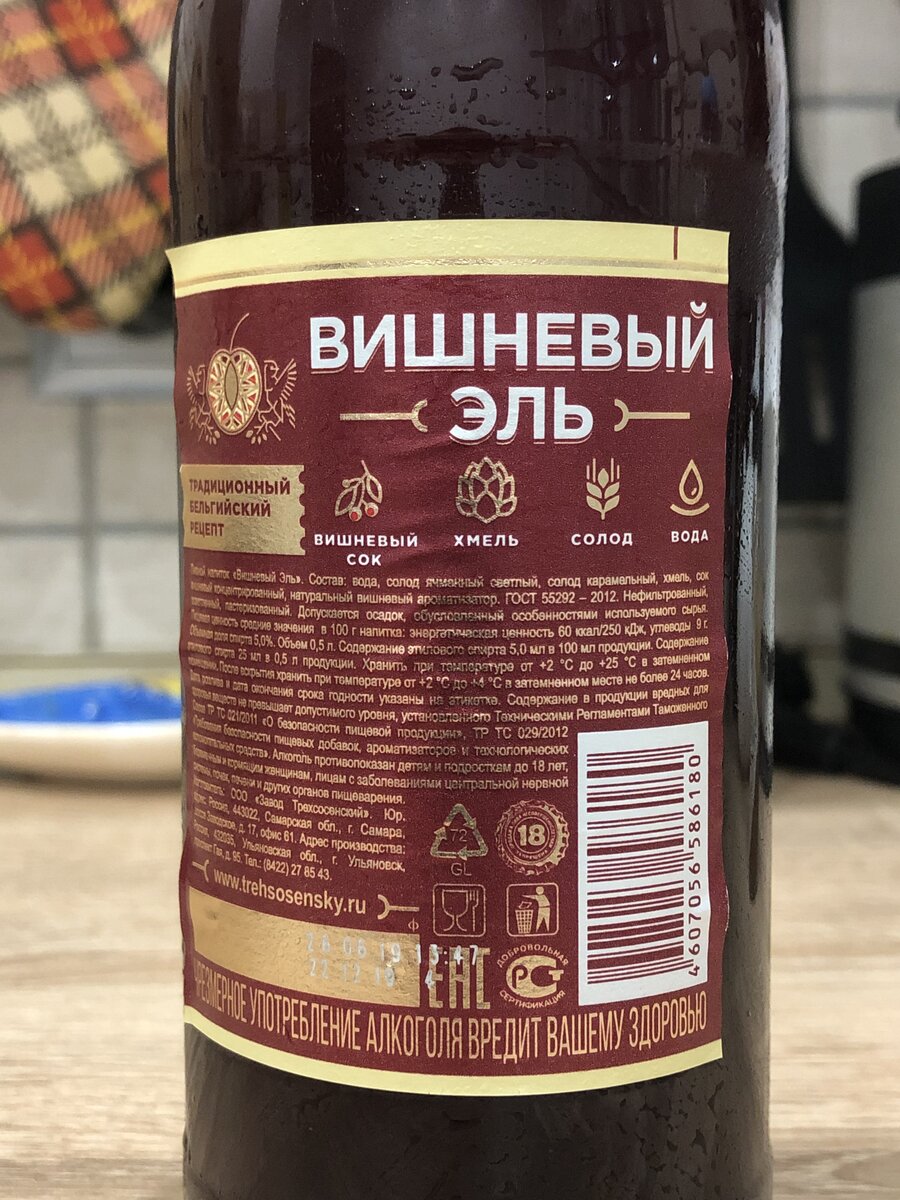 ВИШНЕВЫЙ
ЭЛЬ
ТРАДИЦИОННЫЙ
БЕЛЬГИЙСКИЙ
РЕЦЕПТ
ВИШНЕВЫЙ
СОК
ХМЕЛЬ
СОЛОД
ВОДА
Пивной напиток «Вишневый Эль». Состав: вода, солод ячменный светлый, солод карамельный, хмель, сок
вишневый концентрированный, натуральный вишневый ароматизатор. ГОСТ 55292 – 2012. Нефильтрованный,
пастеризованный. Допускается осадок, обусловленный особенностями используемого сырья.
Пищевая ценность средние значения в 100 г напитка: энергетическая ценность 60 ккал/250 кДж, углеводы 9 г.
Объемная доля спирта 5,0%. Объем 0,5 л. Содержание этилового спирта 5,0 мл в 100 мл продукции. Содержание
этилового спирта 25 мл в 0,5 л продукции. Хранить при температуре от +2 °С до +25 °С в затемненном
помещении. После вскрытия хранить при температуре от +2 °С до +4 °С в затемненном месте не более 24 часов.
Дата розлива и дата окончания срока годности указаны на этикетке. Содержание в продукции вредных для
здоровья веществ не превышает допустимого уровня, установленного Техническими Регламентами Таможенного
Союза ТР ТС 021/2011 «О безопасности пищевой продукции», ТР ТС 029/2012
«Требования безопасности пищевых добавок, ароматизаторов и технологических
вспомогательных средств». Алкоголь противопоказан детям и подросткам до 18 лет,
беременным и кормящим женщинам, лицам с заболеваниями центральной нервной
системы, почек, печени и других органов пищеварения.
Изготовитель: ООО «Завод Трехсосенский». Юр.
адрес: Россия, 443022, Самарская обл., г. Самара,
Заводское, д. 17, офис 61. Адрес производства:
Россия, 432035, Ульяновская обл., г. Ульяновск,
проспект Гая, д. 95. Тел.: (8422) 27 85 43.
www.trehsosensky.ru
72
GL
18
4 607056 586180
Ф
26 06 19 13:47
22 12 19 4
ЕАС
ДОБРОВОЛЬНАЯ
РСТ
СЕРТИФИКАЦИЯ
ЧРЕЗМЕРНОЕ УПОТРЕБЛЕНИЕ АЛКОГОЛЯ ВРЕДИТ ВАШЕМУ ЗДОРОВЬЮ